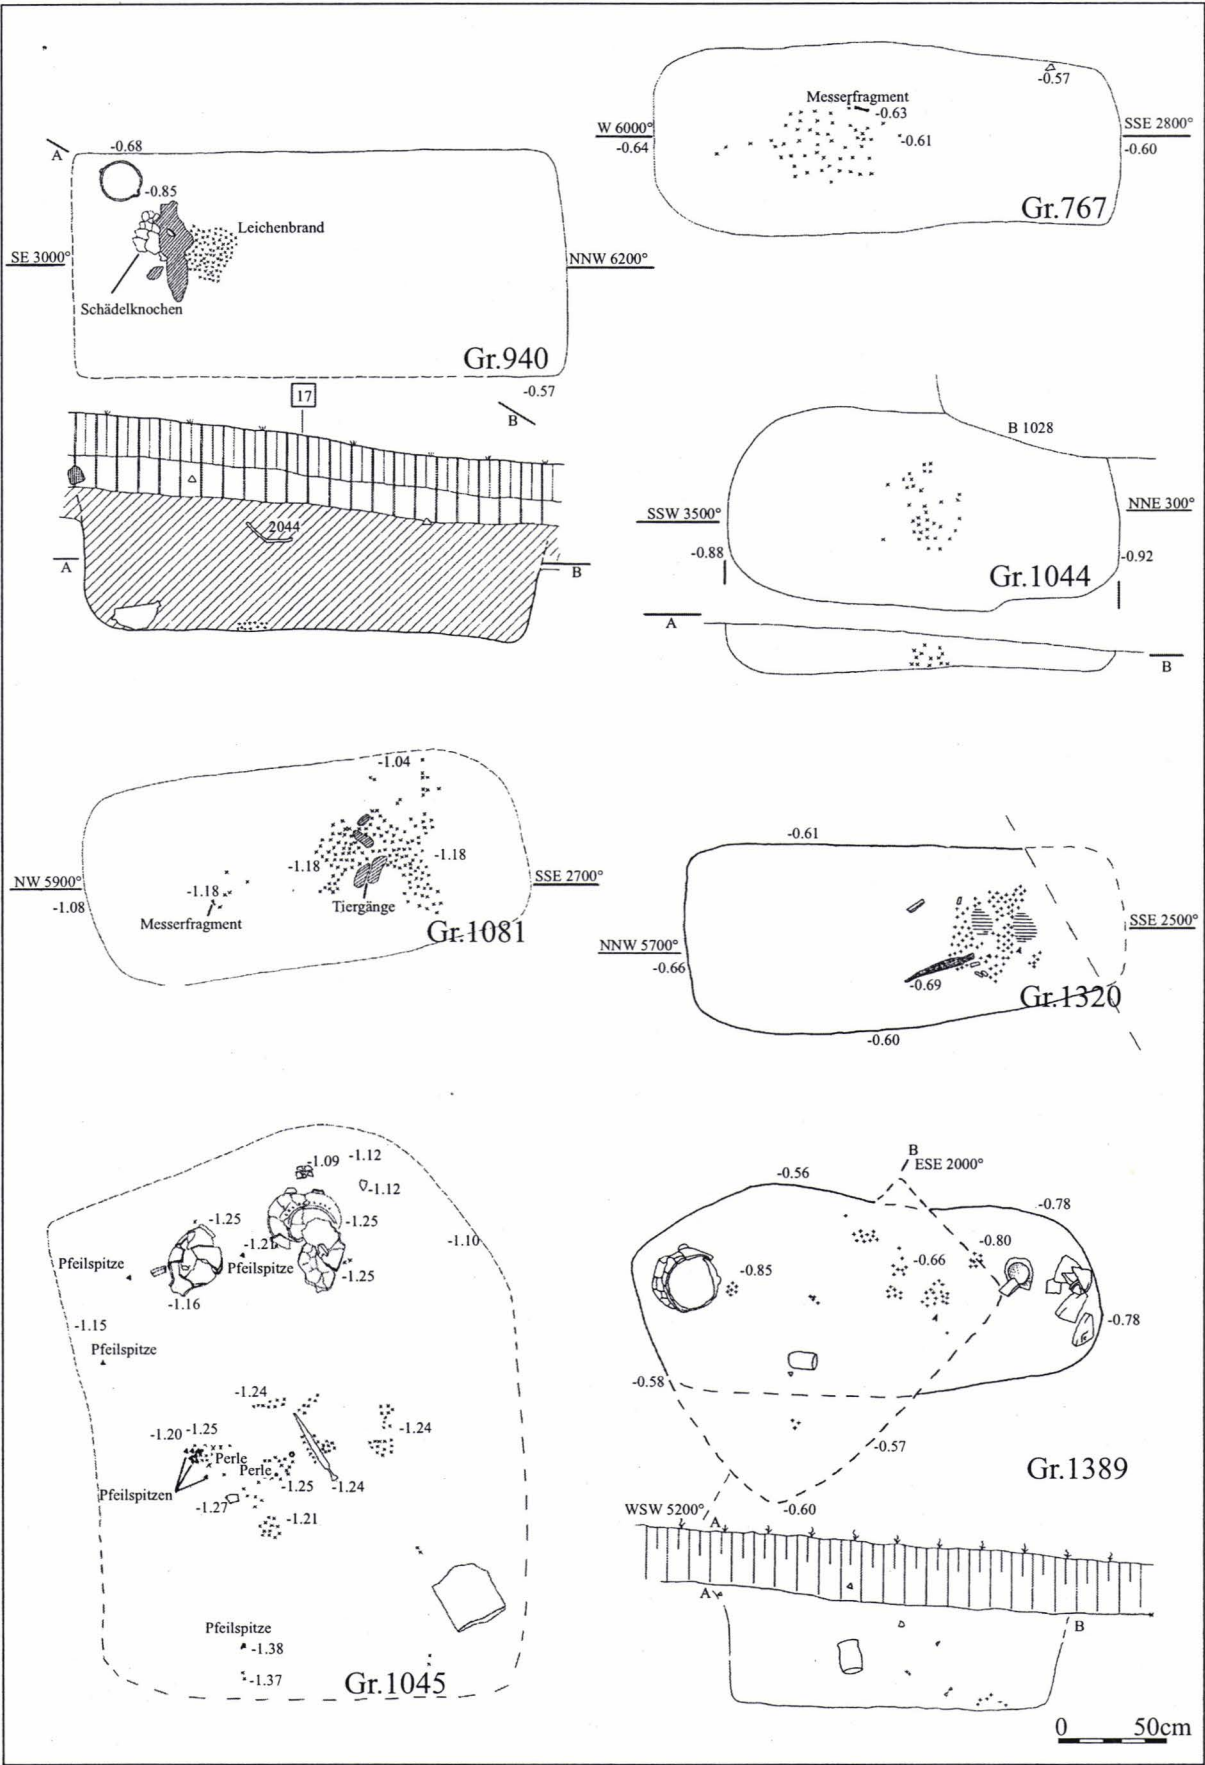 A
-0.68
-0.85
Leichenbrand
SE 3000°
NNW 6200°
Schädelknochen
Gr.940
-0.57
17
B
2044
A
B
Messerfragment
-0.57
-0.63
W 6000°
-0.64
-0.61
SSE 2800°
-0.60
Gr.767
B 1028
SSW 3500°
NNE 300°
-0.88
-0.92
Gr.1044
A
B
-1.04
-1.18
-1.18
NW 5900°
-1.08
-1.18
SSE 2700°
Messerfragment
Tiergänge
Gr.1081
-0.61
SSE 2500°
NNW 5700°
-0.66
-0.69
Gr.1320
-0.60
-1.09
-1.12
-1.12
-1.25
-1.25
-1.21
-1.10
Pfeilspitze
Pfeilspitze
-1.25
-1.16
-1.15
Pfeilspitze
-1.24
-1.24
-1.20
-1.25
Perle
Perle
Pfeilspitzen
-1.25
-1.24
-1.27
-1.21
Pfeilspitze
-1.38
-1.37
Gr.1045
B
ESE 2000°
-0.56
-0.78
-0.80
-0.66
-0.85
-0.78
-0.58
-0.57
Gr.1389
-0.60
WSW 5200°
A
A
B
0 50cm